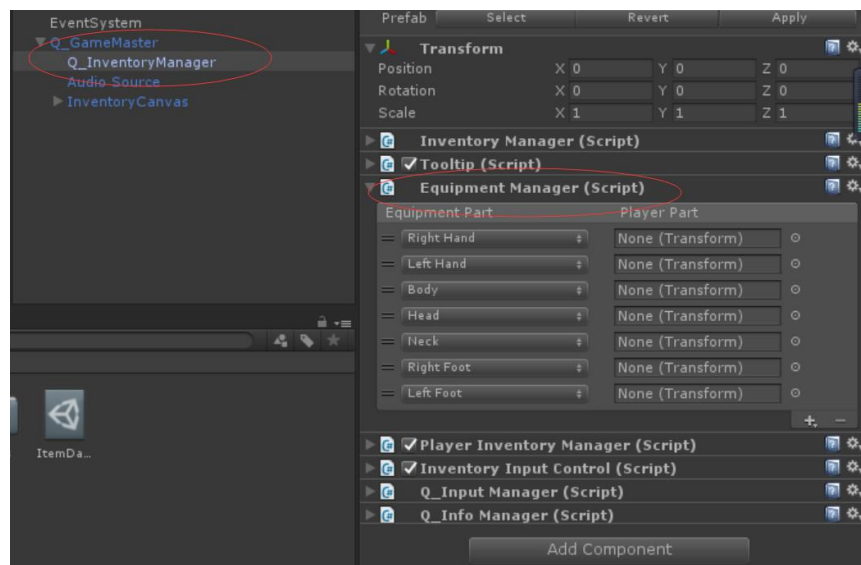 EventSystem
Q_GameMaster
Q_InventoryManager
Audio Source
InventoryCanvas
ItemDa...
Prefab Select Revert Apply
Transform
Position X 0 Y 0 Z 0
Rotation X 0 Y 0 Z 0
Scale X 1 Y 1 Z 1
Inventory Manager (Script)
Tooltip (Script)
Equipment Manager (Script)
Equipment Part Player Part
Right Hand None (Transform)
Left Hand None (Transform)
Body None (Transform)
Head None (Transform)
Neck None (Transform)
Right Foot None (Transform)
Left Foot None (Transform)
Player Inventory Manager (Script)
Inventory Input Control (Script)
Q_Input Manager (Script)
Q_Info Manager (Script)
Add Component